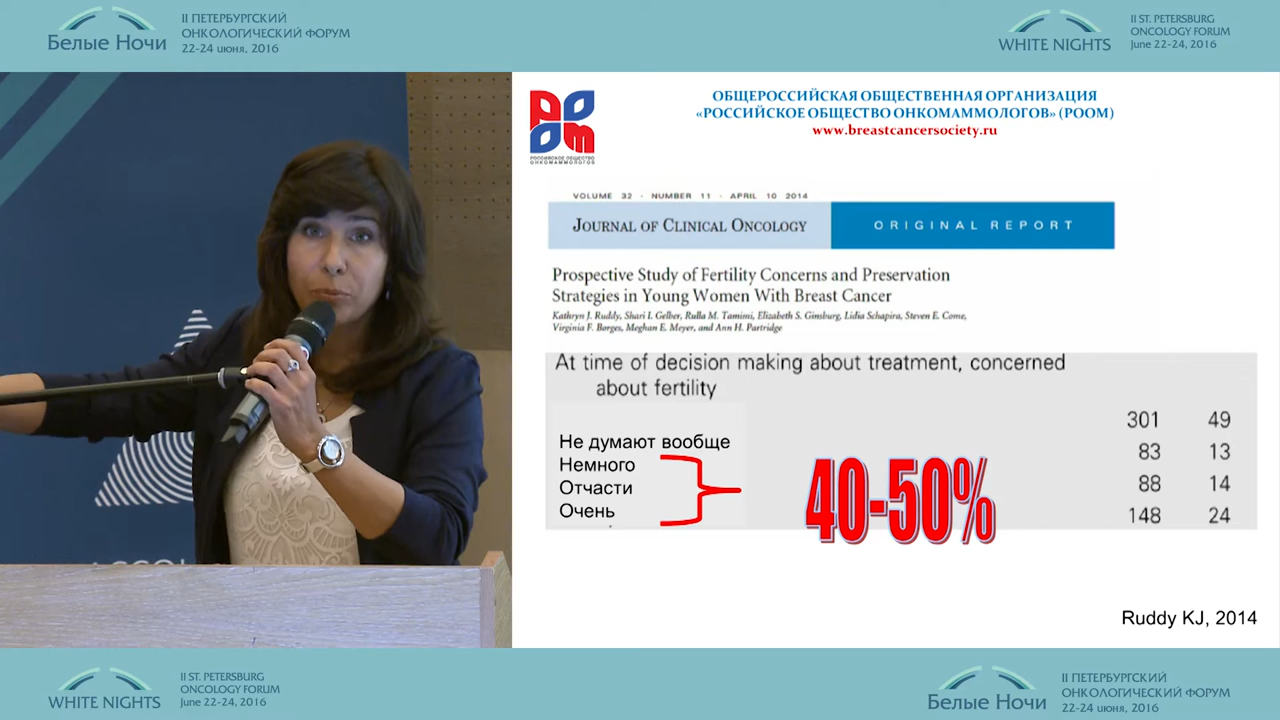 II ПЕТЕРБУРГСКИЙ
ОНКОЛОГИЧЕСКИЙ ФОРУМ
Белые Ночи
22-24 июня, 2016
II ST. PETERSBURG
ONCOLOGY FORUM
WHITE NIGHTS
June 22-24, 2016
РООМ
РОССИЙСКОЕ ОБЩЕСТВО
ОНКОМАММОЛОГОВ
ОБЩЕРОССИЙСКАЯ ОБЩЕСТВЕННАЯ ОРГАНИЗАЦИЯ
«РОССИЙСКОЕ ОБЩЕСТВО ОНКОМАММОЛОГОВ» (РООМ)
www.breastcancersociety.ru
VOLUME 32 · NUMBER 11 · APRIL 10 2014
JOURNAL OF CLINICAL ONCOLOGY
ORIGINAL REPORT
Prospective Study of Fertility Concerns and Preservation
Strategies in Young Women With Breast Cancer
Kathryn J. Ruddy, Shari I. Gelber, Rulla M. Tamimi, Elizabeth S. Ginsburg, Lidia Schapira, Steven E. Come,
Virginia F. Borges, Meghan E. Meyer, and Ann H. Partridge
At time of decision making about treatment, concerned
about fertility
Не думают вообще 301 49
Немного 83 13
Отчасти 88 14
Очень 148 24
40-50%
Ruddy KJ, 2014
WHITE NIGHTS
II ST. PETERSBURG
ONCOLOGY FORUM
June 22-24, 2016
Белые Ночи
II ПЕТЕРБУРГСКИЙ
ОНКОЛОГИЧЕСКИЙ ФОРУМ
22-24 июня, 2016